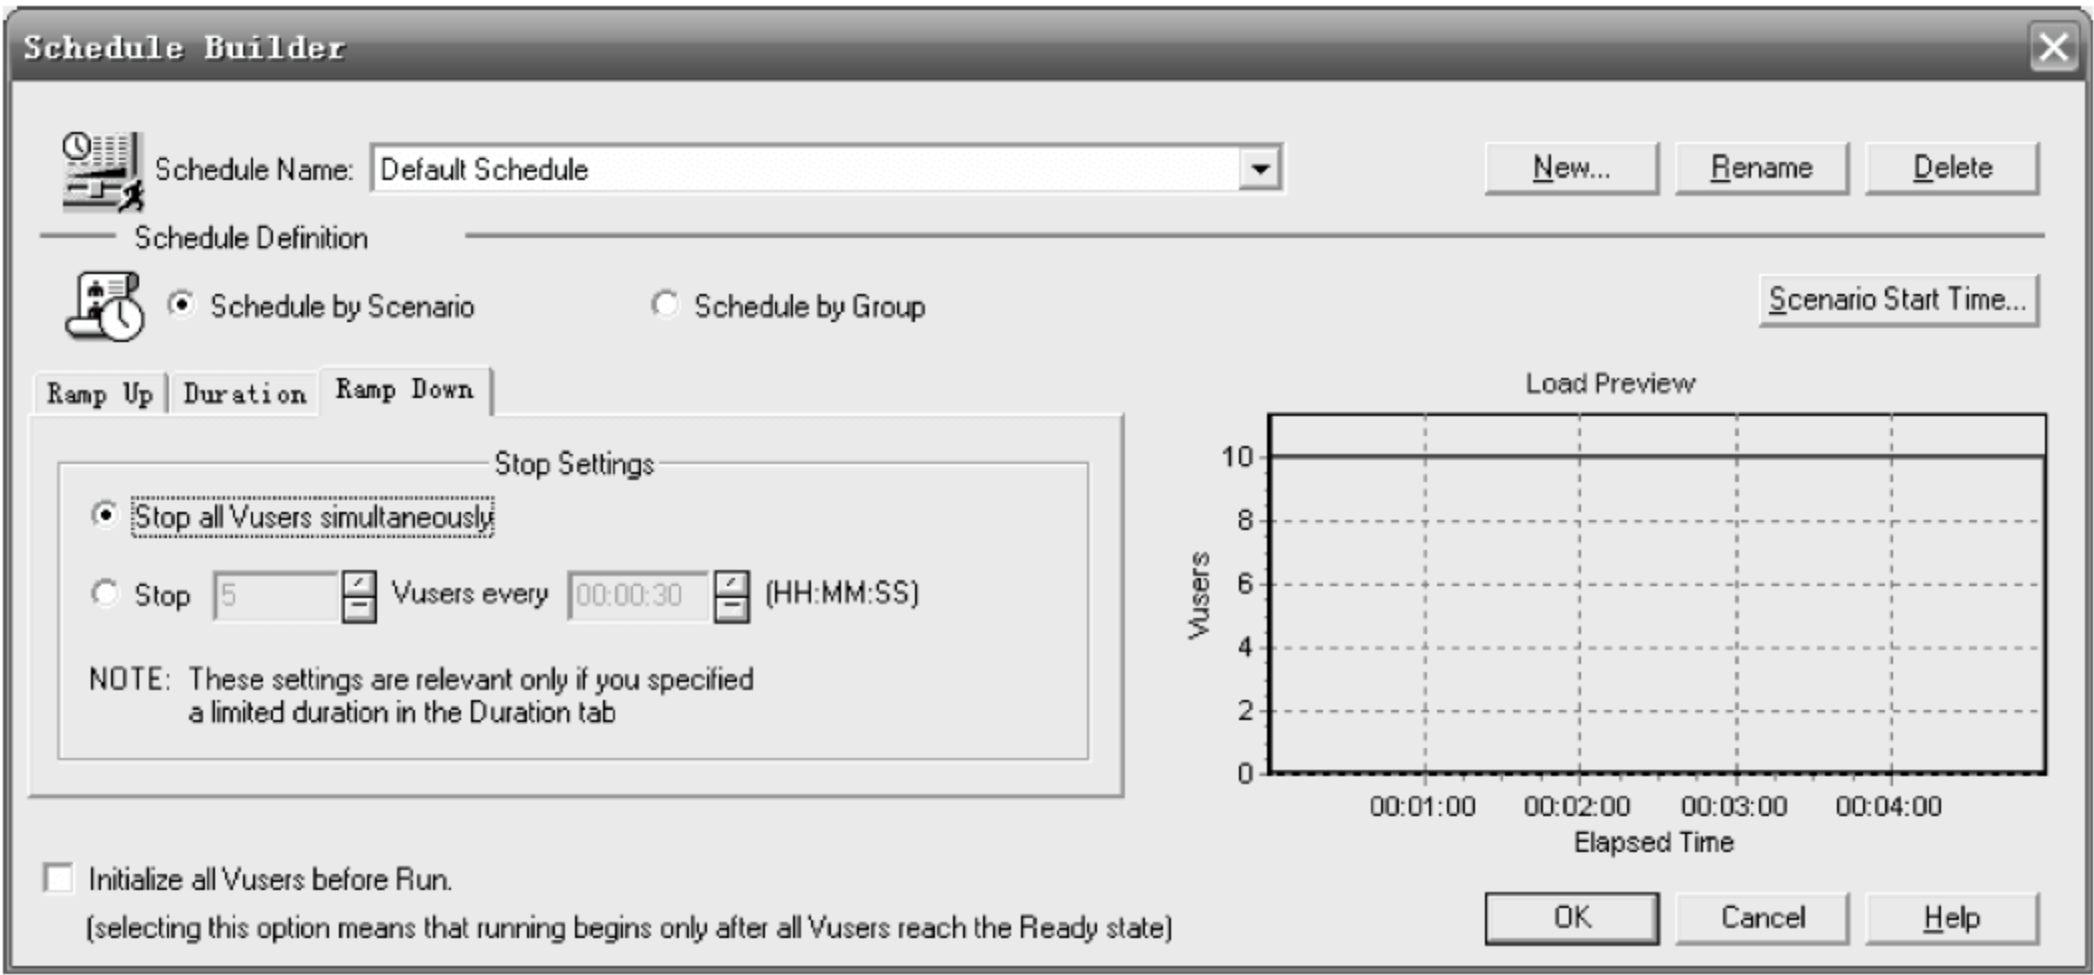 Schedule Builder
Schedule Name: Default Schedule New... Rename Delete
Schedule Definition
Schedule by Scenario Schedule by Group Scenario Start Time...
Ramp Up Duration Ramp Down
Stop Settings
Stop all Vusers simultaneously
Stop 5 Vusers every 00:00:30 (HH:MM:SS)
NOTE: These settings are relevant only if you specified
a limited duration in the Duration tab
Load Preview
Vusers
10
8
6
4
2
0
00:01:00 00:02:00 00:03:00 00:04:00
Elapsed Time
Initialize all Vusers before Run.
(selecting this option means that running begins only after all Vusers reach the Ready state)
OK Cancel Help